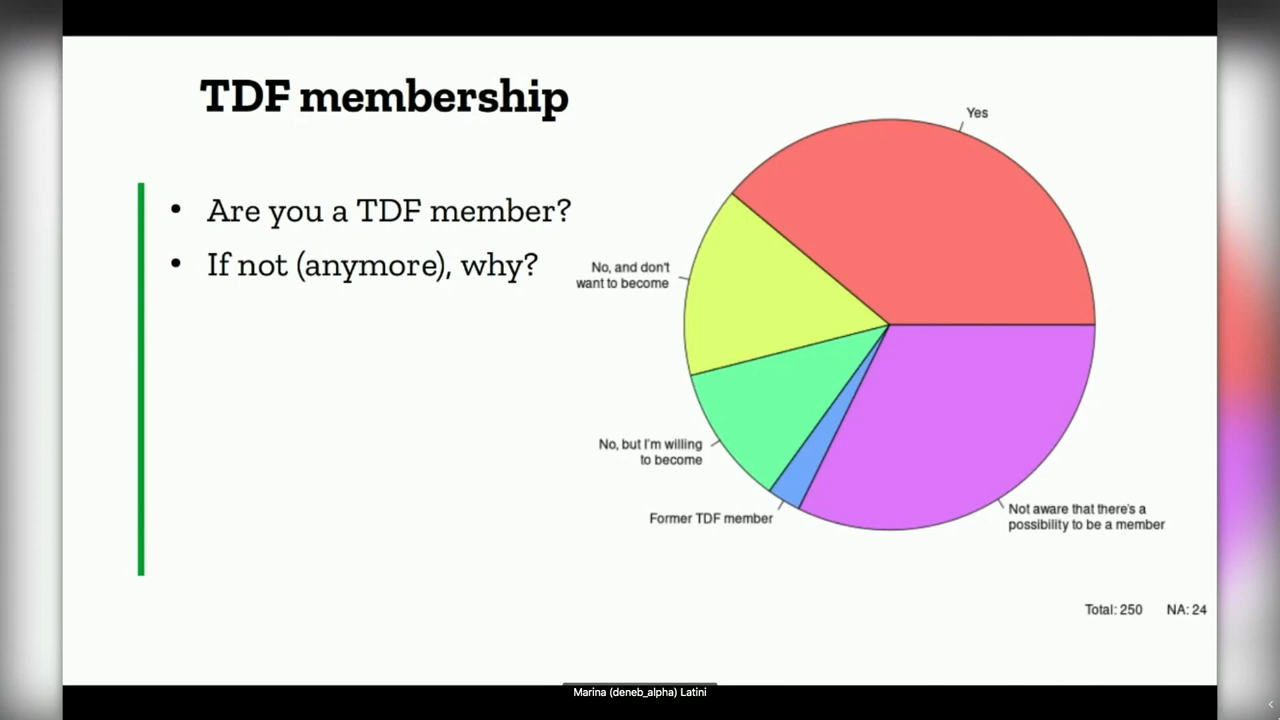 TDF membership
• Are you a TDF member?
• If not (anymore), why?
Yes
No, and don't
want to become
No, but I'm willing
to become
Former TDF member
Not aware that there's a
possibility to be a member
Total: 250 NA: 24
Marina (deneb_alpha) Latini